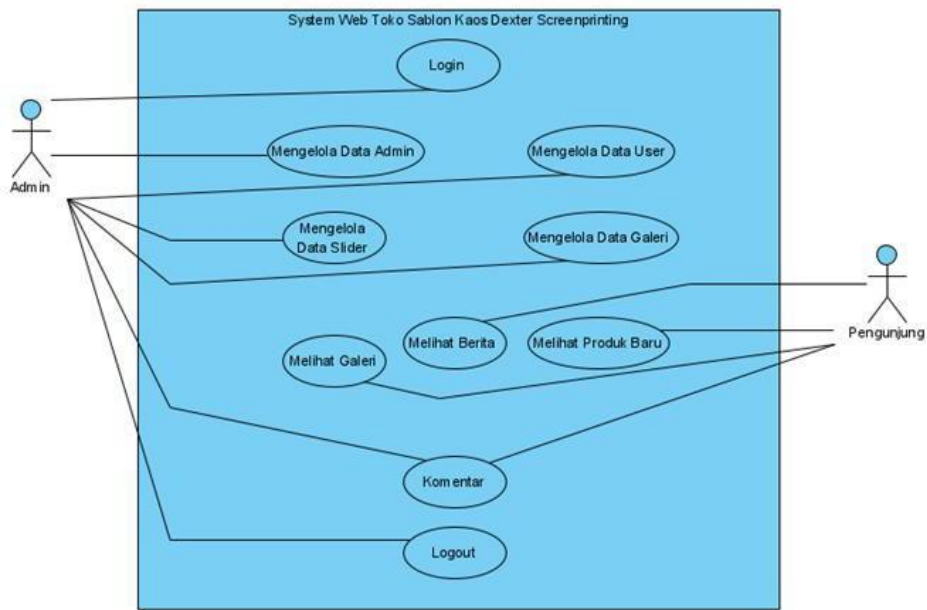 System Web Toko Sablon Kaos Dexter Screenprinting
Login
Mengelola Data Admin
Mengelola Data User
Admin
Mengelola
Data Slider
Mengelola Data Galeri
Melihat Berita
Melihat Produk Baru
Pengunjung
Melihat Galeri
Komentar
Logout